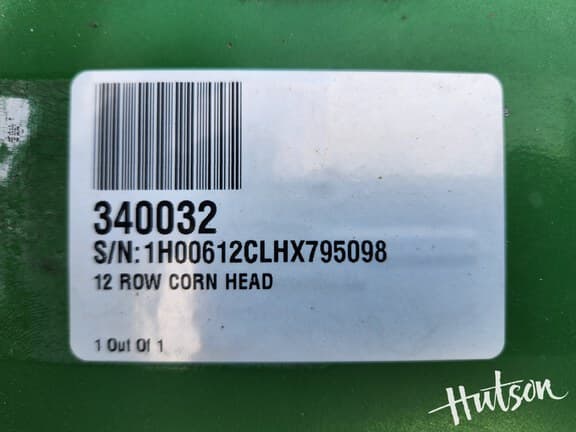 340032
S/N: 1H00612CLHX795098
12 ROW CORN HEAD
1 Out Of 1
Hutson